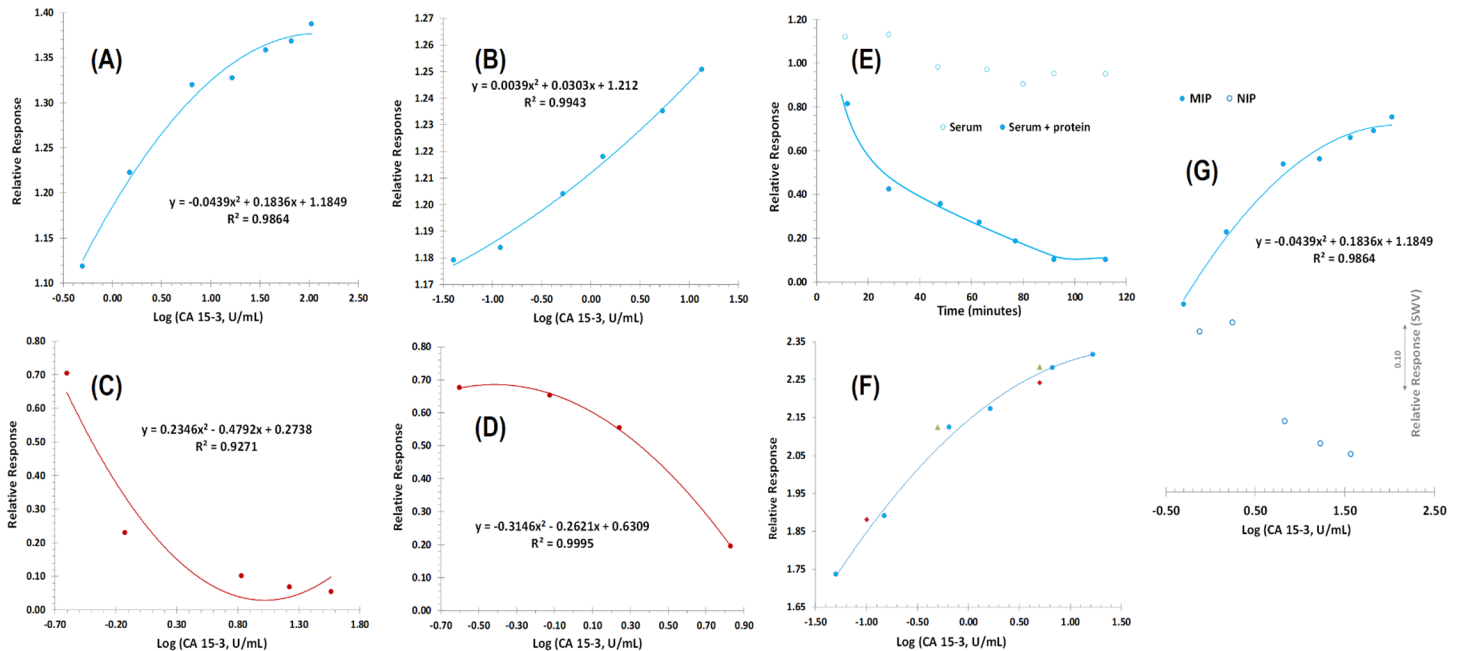 (A)
Relative Response
1.40
1.35
1.30
1.25
1.20
1.15
1.10
y = -0.0439x² + 0.1836x + 1.1849
R² = 0.9864
-0.50 0.00 0.50 1.00 1.50 2.00 2.50
Log (CA 15-3, U/mL)
(B)
Relative Response
1.27
1.26
1.25
1.24
1.23
1.22
1.21
1.20
1.19
1.18
1.17
y = 0.0039x² + 0.0303x + 1.212
R² = 0.9943
-1.50 -1.00 -0.50 0.00 0.50 1.00 1.50
Log (CA 15-3, U/mL)
(C)
Relative Response
0.80
0.70
0.60
0.50
0.40
0.30
0.20
0.10
0.00
y = 0.2346x² - 0.4792x + 0.2738
R² = 0.9271
-0.70 -0.20 0.30 0.80 1.30 1.80
Log (CA 15-3, U/mL)
(D)
Relative Response
0.80
0.70
0.60
0.50
0.40
0.30
0.20
0.10
0.00
y = -0.3146x² - 0.2621x + 0.6309
R² = 0.9995
-0.70 -0.50 -0.30 -0.10 0.10 0.30 0.50 0.70 0.90
Log (CA 15-3, U/mL)
(E)
Relative Response
1.20
1.00
0.80
0.60
0.40
0.20
0.00
Serum Serum + protein
0 20 40 60 80 100 120
Time (minutes)
(F)
Relative Response
2.35
2.25
2.15
2.05
1.95
1.85
1.75
1.65
-1.50 -1.00 -0.50 0.00 0.50 1.00 1.50
Log (CA 15-3, U/mL)
MIP NIP
(G)
y = -0.0439x² + 0.1836x + 1.1849
R² = 0.9864
0.10
Relative Response (SWV)
-0.50 0.50 1.50 2.50
Log (CA 15-3, U/mL)